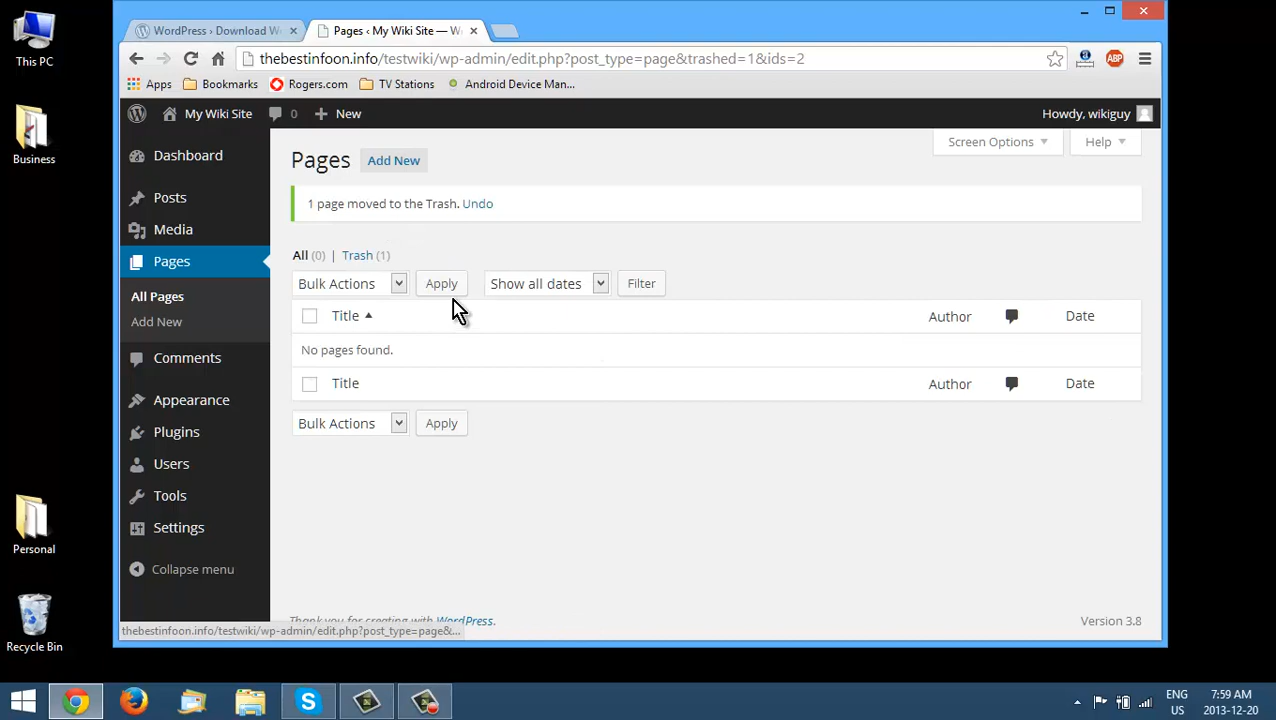 This PC
Business
Personal
Recycle Bin
WordPress › Download W
Pages ‹ My Wiki Site — W
thebestinfoon.info/testwiki/wp-admin/edit.php?post_type=page&trashed=1&ids=2
ABP
Apps Bookmarks Rogers.com TV Stations Android Device Man...
My Wiki Site 0 New
Howdy, wikiguy
Dashboard
Posts
Media
Pages
All Pages
Add New
Comments
Appearance
Plugins
Users
Tools
Settings
Collapse menu
Screen Options Help
Pages Add New
1 page moved to the Trash. Undo
All (0) | Trash (1)
Bulk Actions Apply Show all dates Filter
Title Author Date
No pages found.
Title Author Date
Bulk Actions Apply
Thank you for creating with WordPress.
Version 3.8
thebestinfoon.info/testwiki/wp-admin/edit.php?post_type=page&...
ENG
US
7:59 AM
2013-12-20